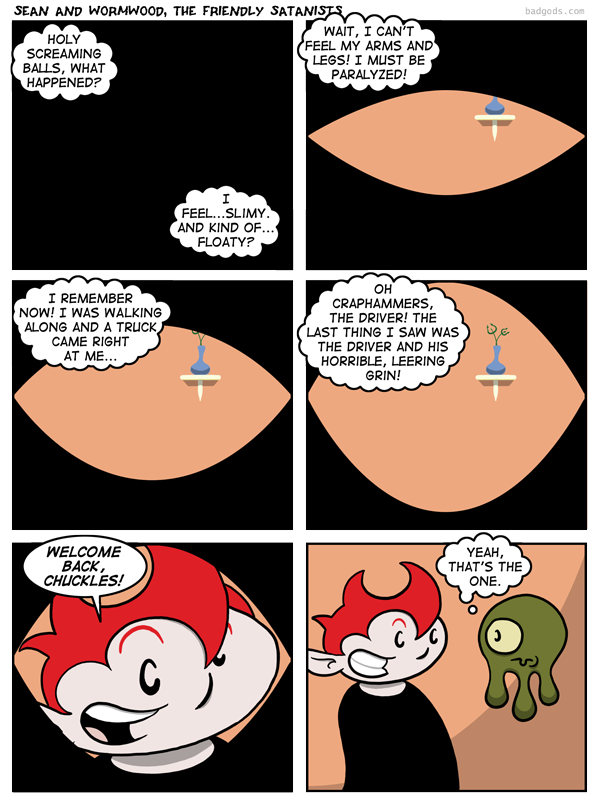 SEAN AND WORMWOOD, THE FRIENDLY SATANISTS
badgods.com
HOLY
SCREAMING
BALLS, WHAT
HAPPENED?
I
FEEL...SLIMY.
AND KIND OF...
FLOATY?
WAIT, I CAN'T
FEEL MY ARMS AND
LEGS! I MUST BE
PARALYZED!
I REMEMBER
NOW! I WAS WALKING
ALONG AND A TRUCK
CAME RIGHT
AT ME...
OH
CRAPHAMMERS,
THE DRIVER! THE
LAST THING I SAW WAS
THE DRIVER AND HIS
HORRIBLE, LEERING
GRIN!
WELCOME
BACK,
CHUCKLES!
YEAH,
THAT'S THE
ONE.